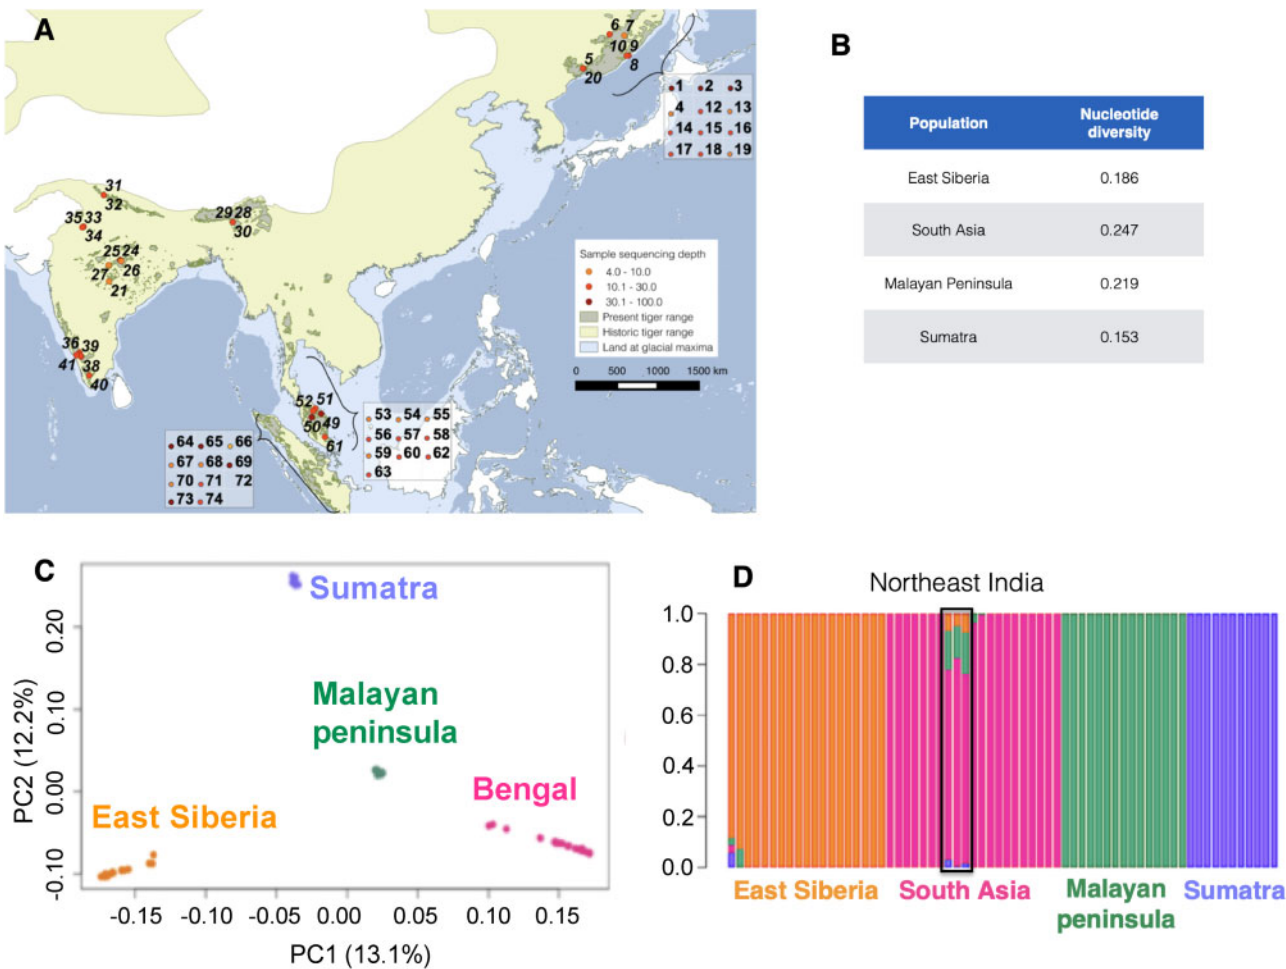 A
6 7
10 9
5
8
20
1 2 3
4 12 13
14 15 16
17 18 19
31
32
35 33
34
29 28
30
25 24
27 26
21
36 39
41 38
40
52 51
50 49
61
53 54 55
56 57 58
59 60 62
63
64 65 66
67 68 69
70 71 72
73 74
Sample sequencing depth
4.0 - 10.0
10.1 - 30.0
30.1 - 100.0
Present tiger range
Historic tiger range
Land at glacial maxima
0 500 1000 1500 km
B
Population Nucleotide diversity
East Siberia 0.186
South Asia 0.247
Malayan Peninsula 0.219
Sumatra 0.153
C
Sumatra
Malayan
peninsula
Bengal
East Siberia
PC2 (12.2%)
0.20
0.10
0.00
-0.10
-0.15 -0.10 -0.05 0.00 0.05 0.10 0.15
PC1 (13.1%)
D
Northeast India
1.0
0.8
0.6
0.4
0.2
0.0
East Siberia South Asia Malayan Sumatra
peninsula